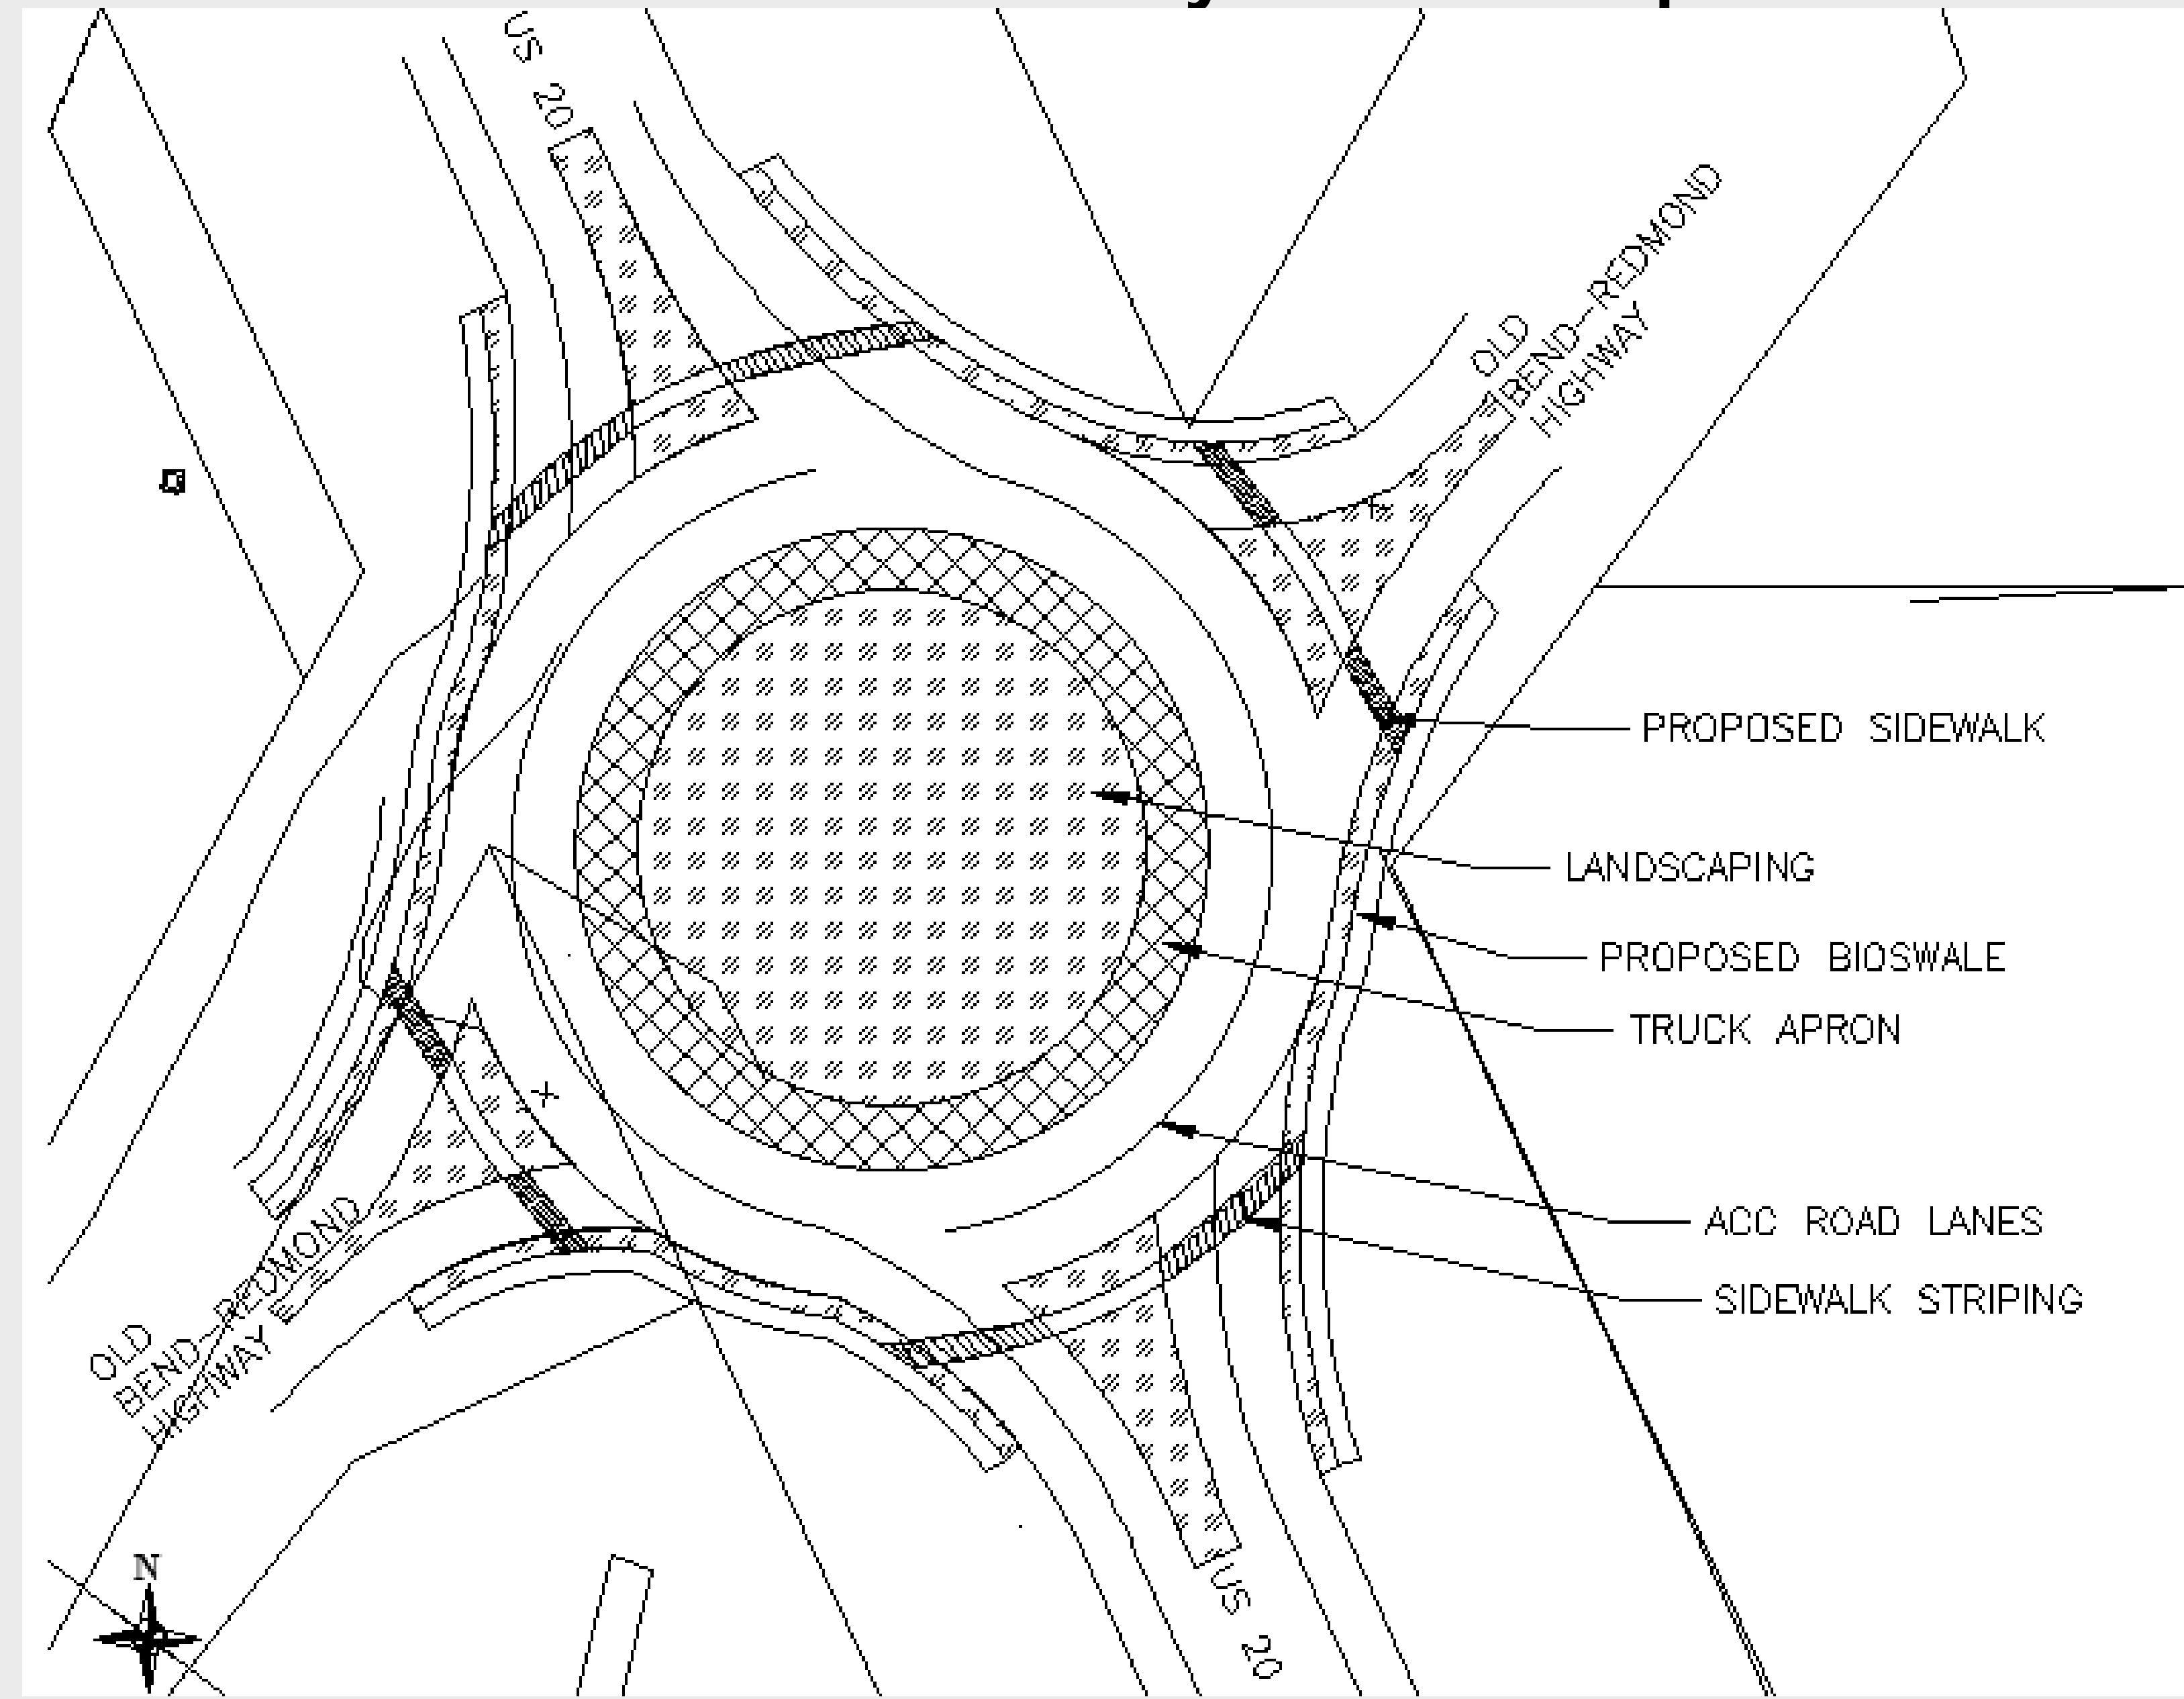 US 20
OLD
BEND-REDMOND
HIGHWAY
PROPOSED SIDEWALK
LANDSCAPING
PROPOSED BIOSWALE
TRUCK APRON
ACC ROAD LANES
SIDEWALK STRIPING
OLD
BEND-REDMOND
HIGHWAY
N
US 20